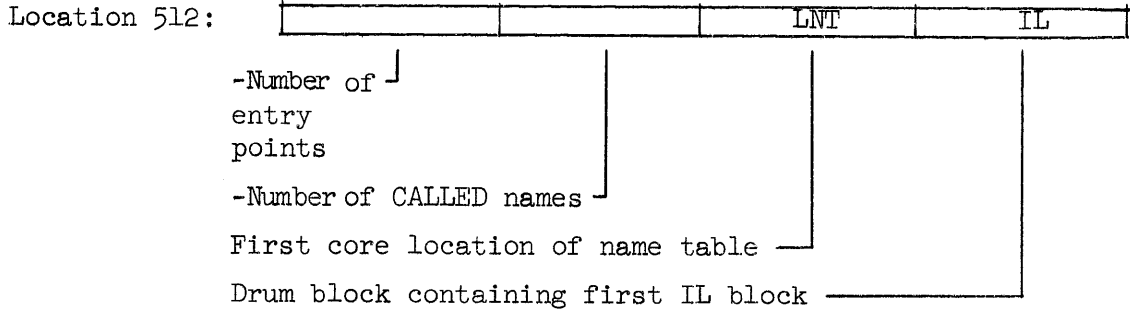 Location 512:
LNT IL
-Number of
entry
points
-Number of CALLED names
First core location of name table
Drum block containing first IL block